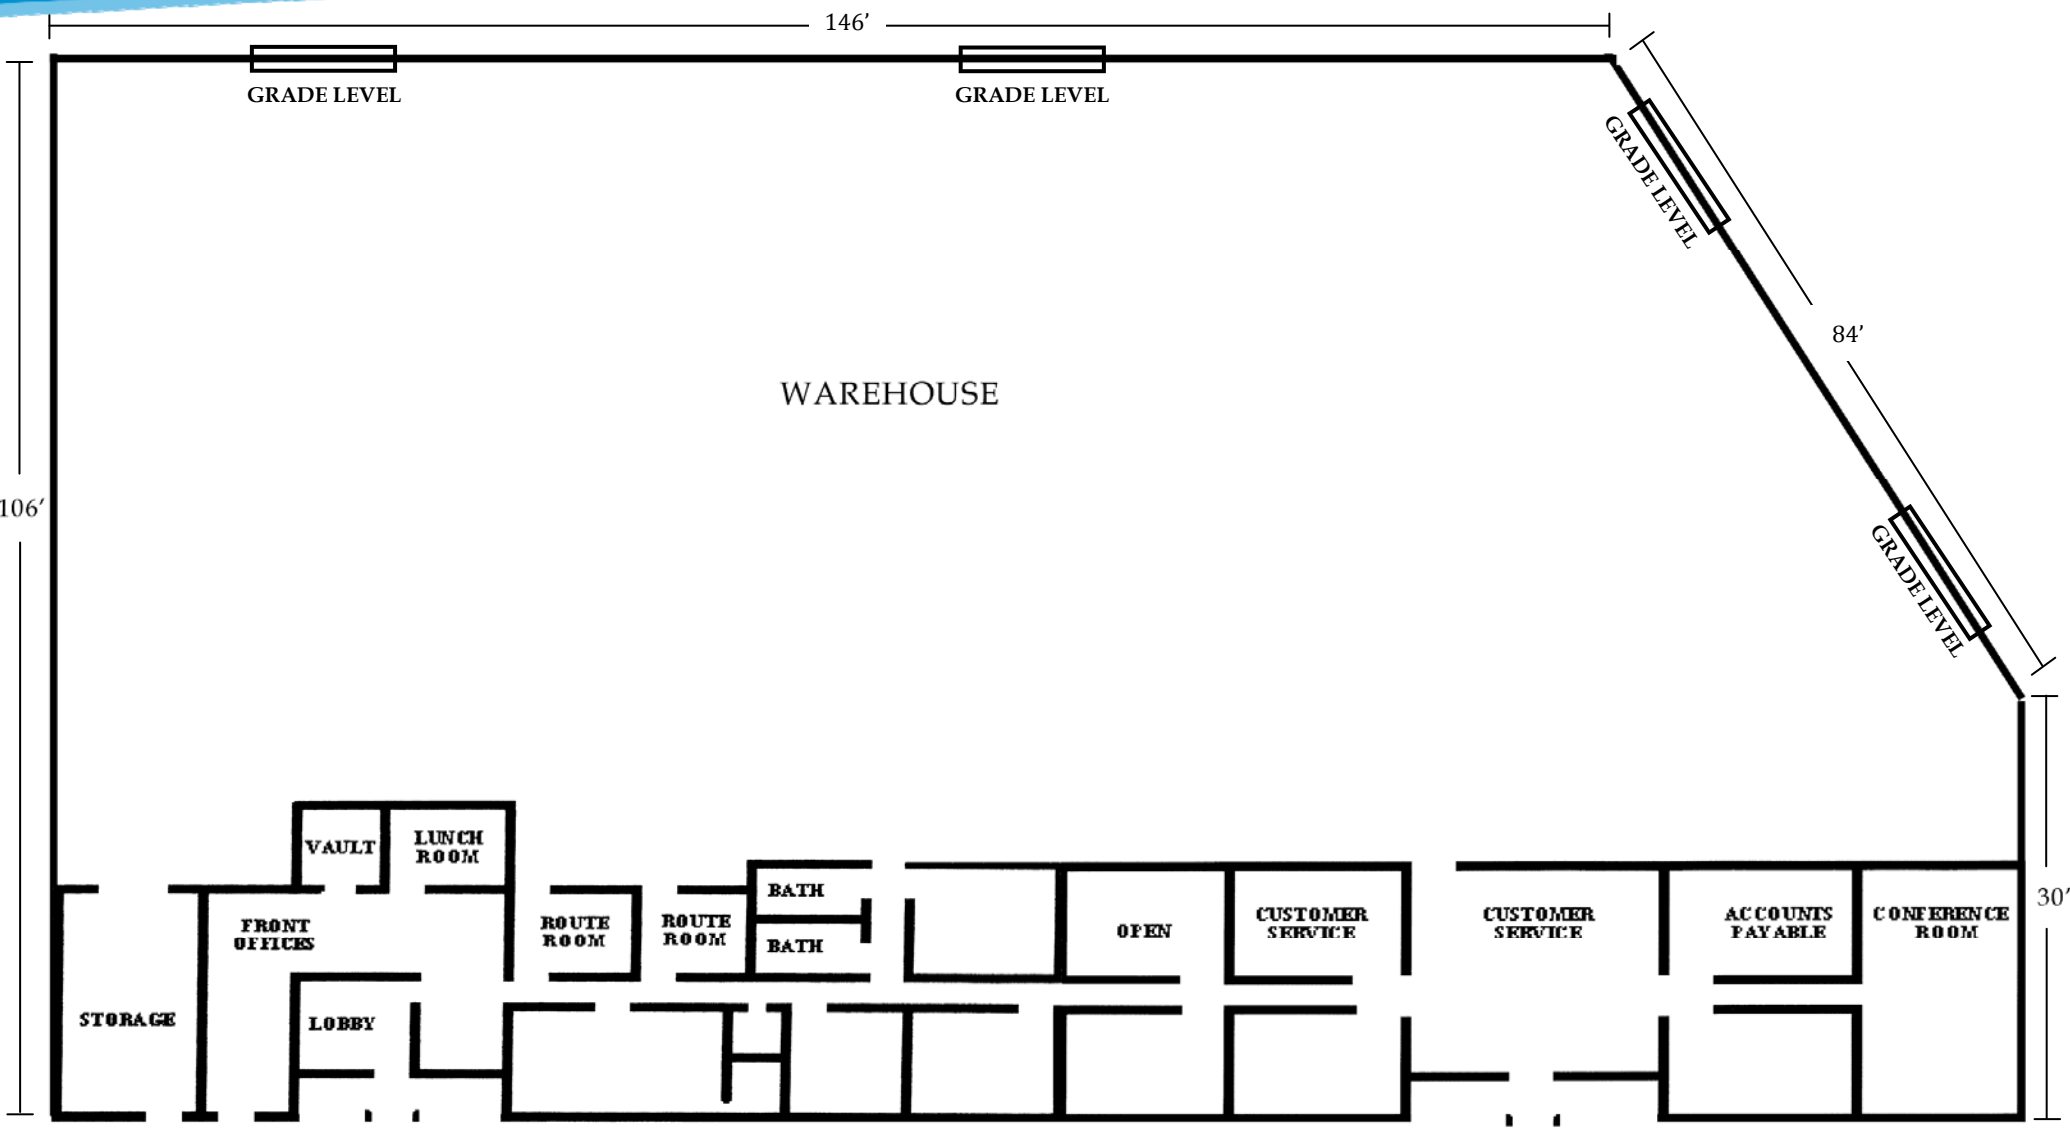 146’
GRADE LEVEL
GRADE LEVEL
GRADE LEVEL
84’
WAREHOUSE
106’
GRADE LEVEL
VAULT
LUNCH
ROOM
BATH
30’
FRONT
OFFICES
ROUTE
ROOM
ROUTE
ROOM
BATH
OPEN
CUSTOMER
SERVICE
CUSTOMER
SERVICE
ACCOUNTS
PAYABLE
CONFERENCE
ROOM
STORAGE
LOBBY